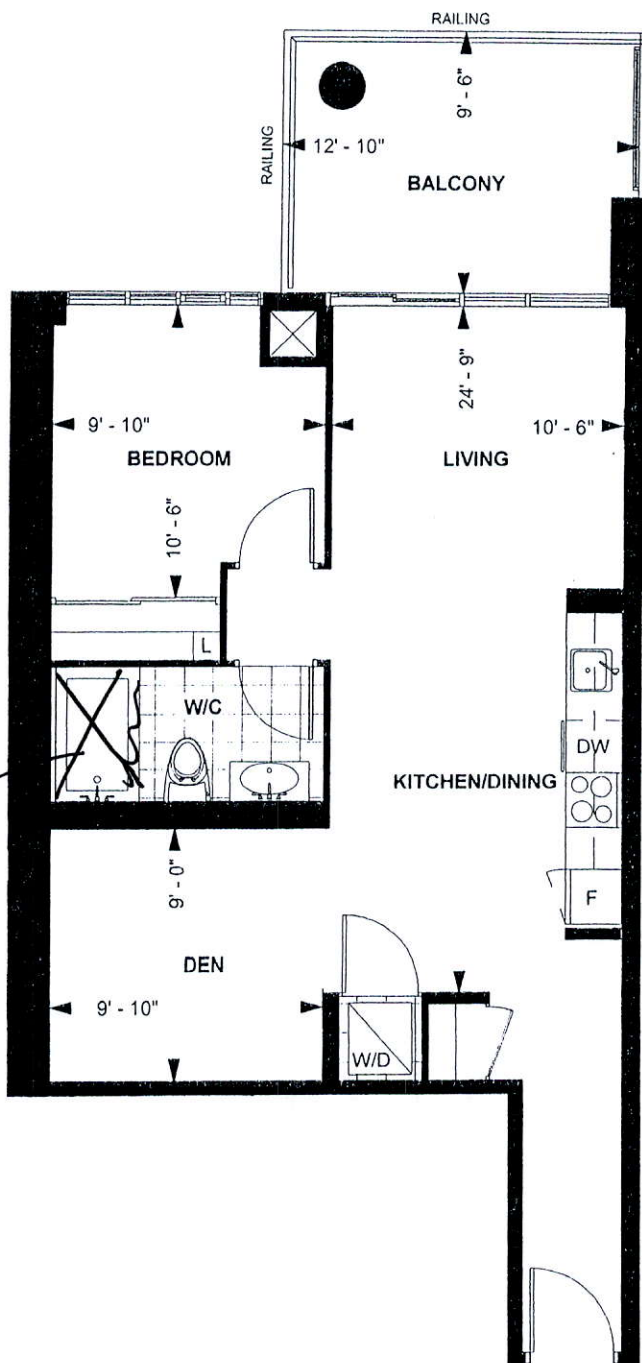 RAILING
RAILING
9' - 6"
12' - 10"
BALCONY
24' - 9"
9' - 10"
10' - 6"
BEDROOM
LIVING
10' - 6"
L
W/C
DW
KITCHEN/DINING
9' - 0"
F
DEN
9' - 10"
W/D